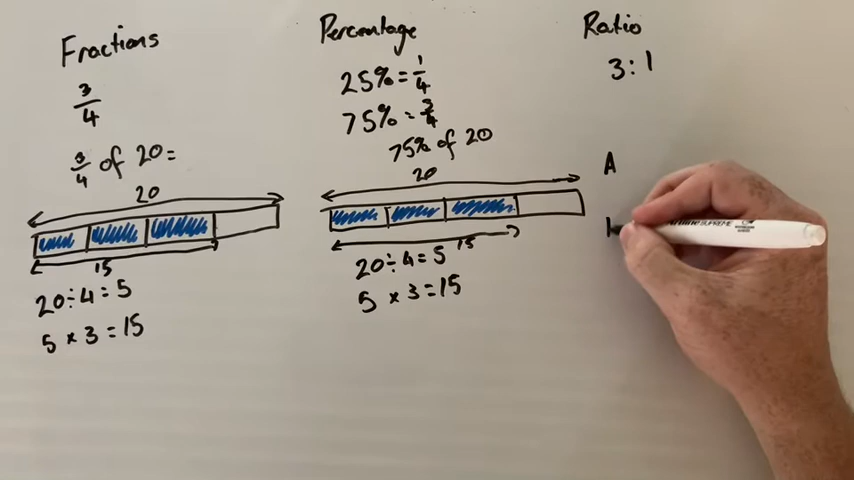 Fractions
3/4
3/4 of 20=
20
15
20÷4=5
5 × 3=15
Percentage
25%=1/4
75%=3/4
75% of 20
20
15
20÷4=5
5 × 3=15
Ratio
3:1
A
SUPREME